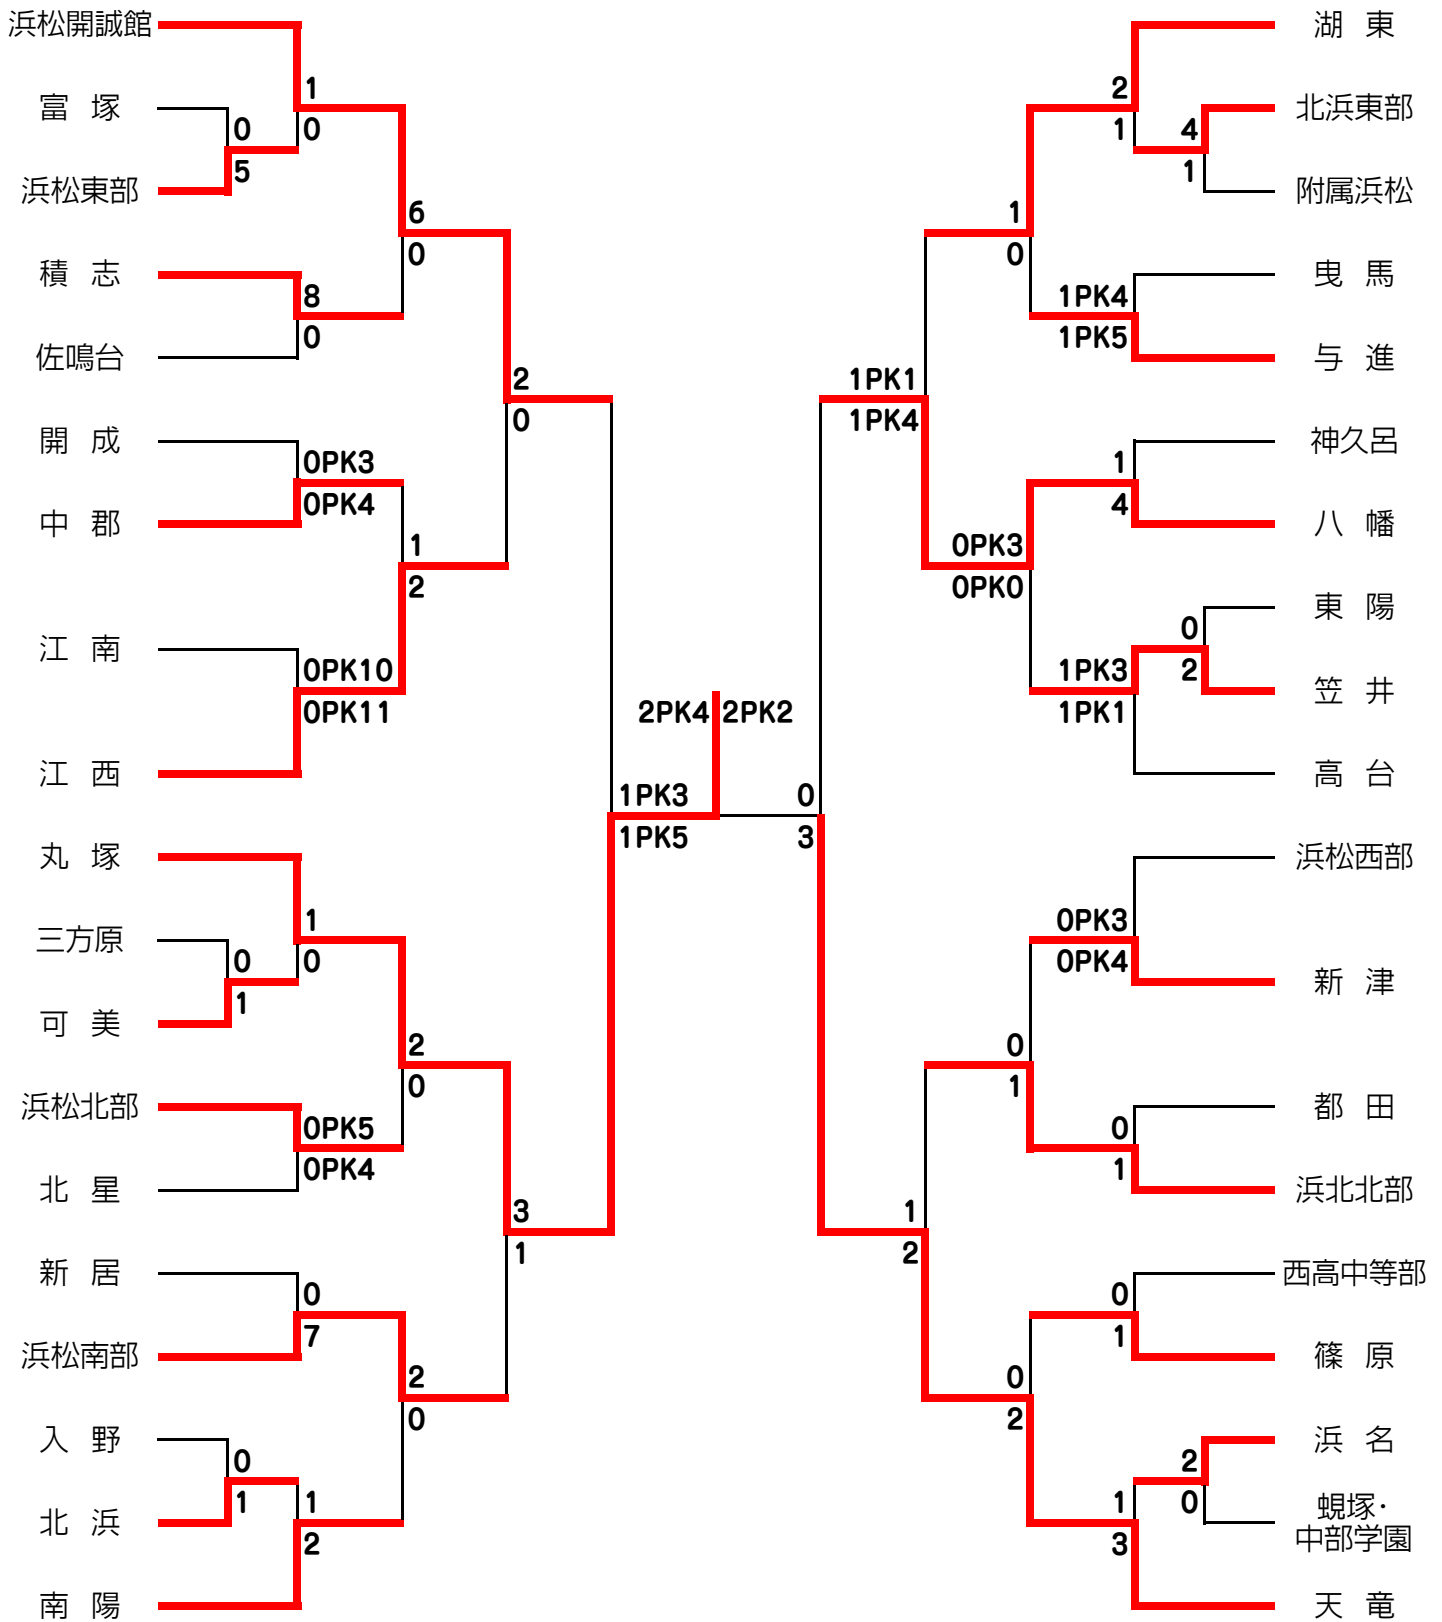 浜松開誠館
富塚
浜松東部
積志
佐鳴台
開成
中郡
江南
江西
丸塚
三方原
可美
浜松北部
北星
新居
浜松南部
入野
北浜
南陽
0
5
1
0
8
0
0PK3
0PK4
0PK10
0PK11
0
1
1
0
0PK5
0PK4
0
7
0
1
1
2
6
0
1
2
2
0
2
0
2
0
3
1
1PK3
1PK5
2PK4
2PK2
0
3
1PK1
1PK4
1
2
1
0
0PK3
0PK0
0
1
0
2
2
1
1PK4
1PK5
1
4
1PK3
1PK1
0PK3
0PK4
0
1
0
1
1
3
4
1
0
2
2
0
湖東
北浜東部
附属浜松
曳馬
与進
神久呂
八幡
東陽
笠井
高台
浜松西部
新津
都田
浜北北部
西高中等部
篠原
浜名
蜆塚・
中部学園
天竜